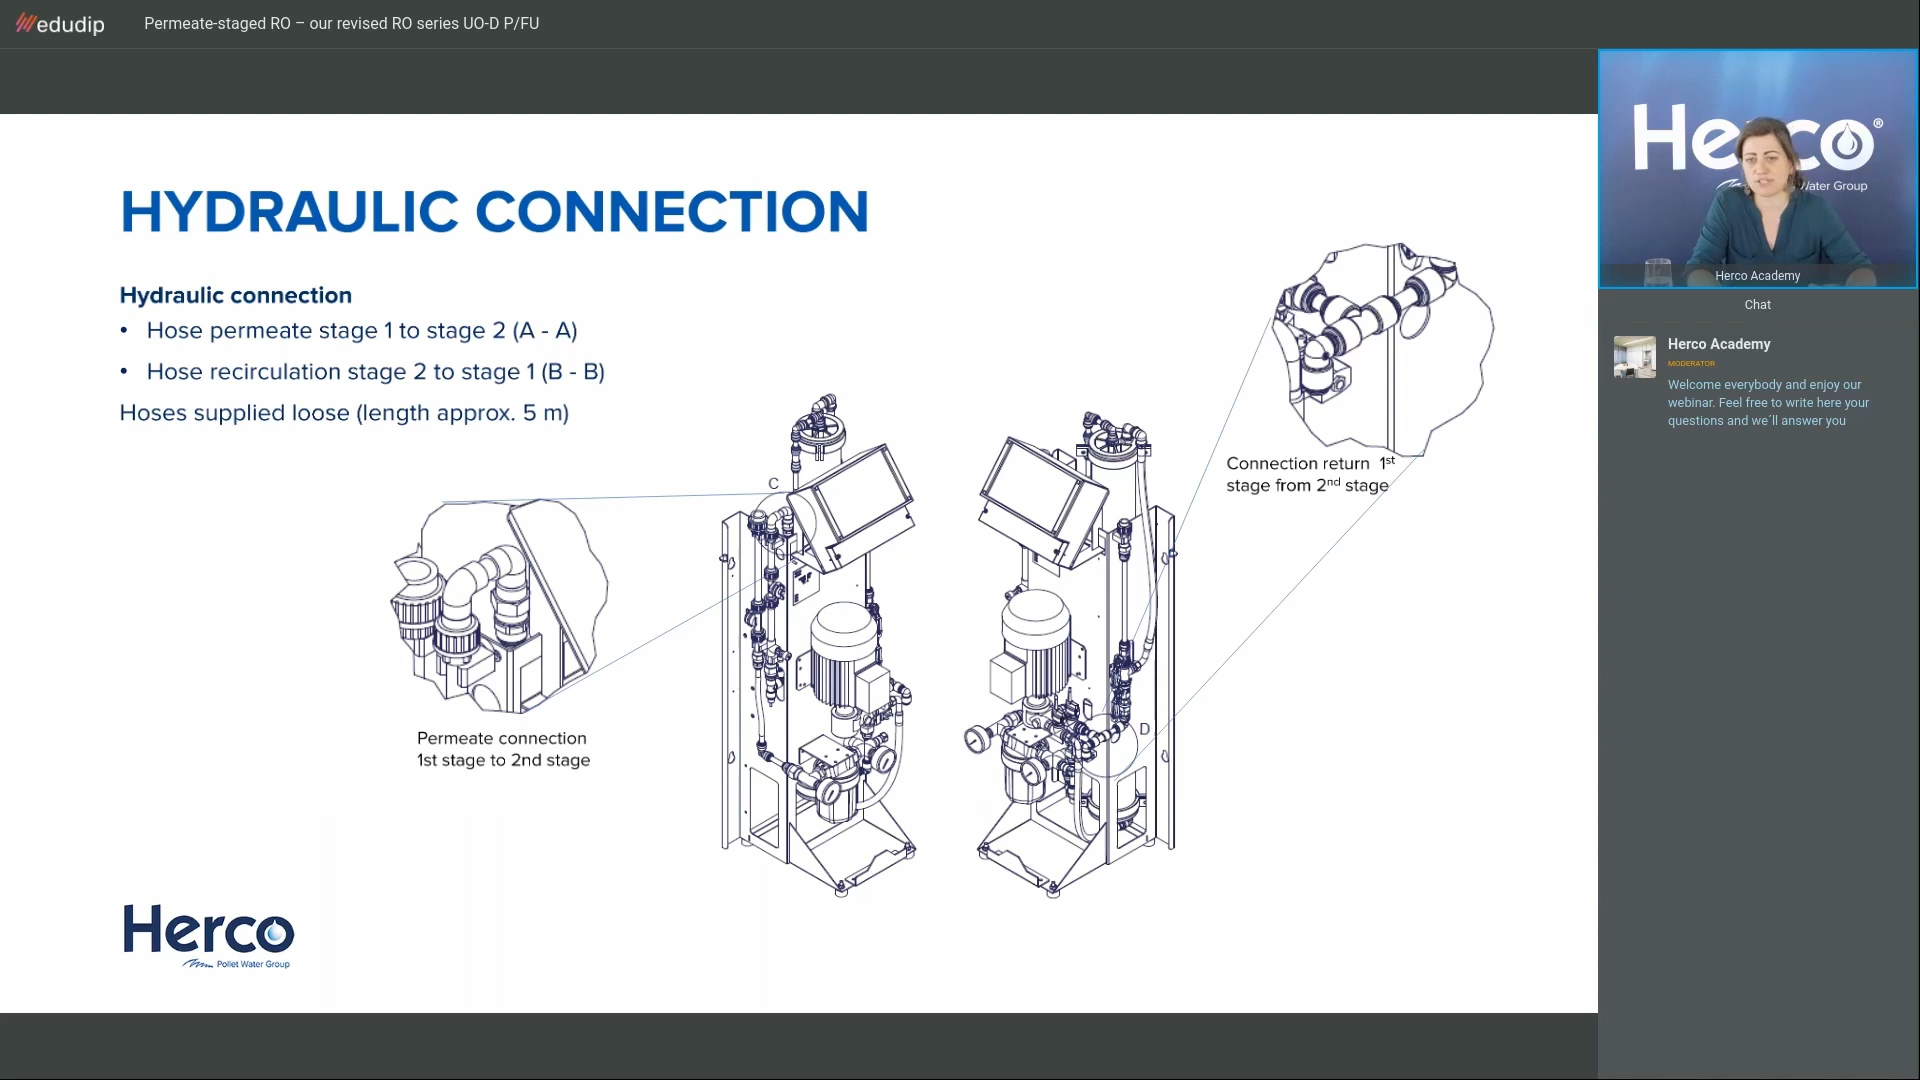 edudip
Permeate-staged RO – our revised RO series UO-D P/FU
HYDRAULIC CONNECTION
Hydraulic connection
• Hose permeate stage 1 to stage 2 (A - A)
• Hose recirculation stage 2 to stage 1 (B - B)
Hoses supplied loose (length approx. 5 m)
C
Connection return 1st
stage from 2nd stage
D
Permeate connection
1st stage to 2nd stage
Herco
Pollet Water Group
®
Water Group
Herco Academy
Chat
Herco Academy
MODERATOR
Welcome everybody and enjoy our
webinar. Feel free to write here your
questions and we´ll answer you